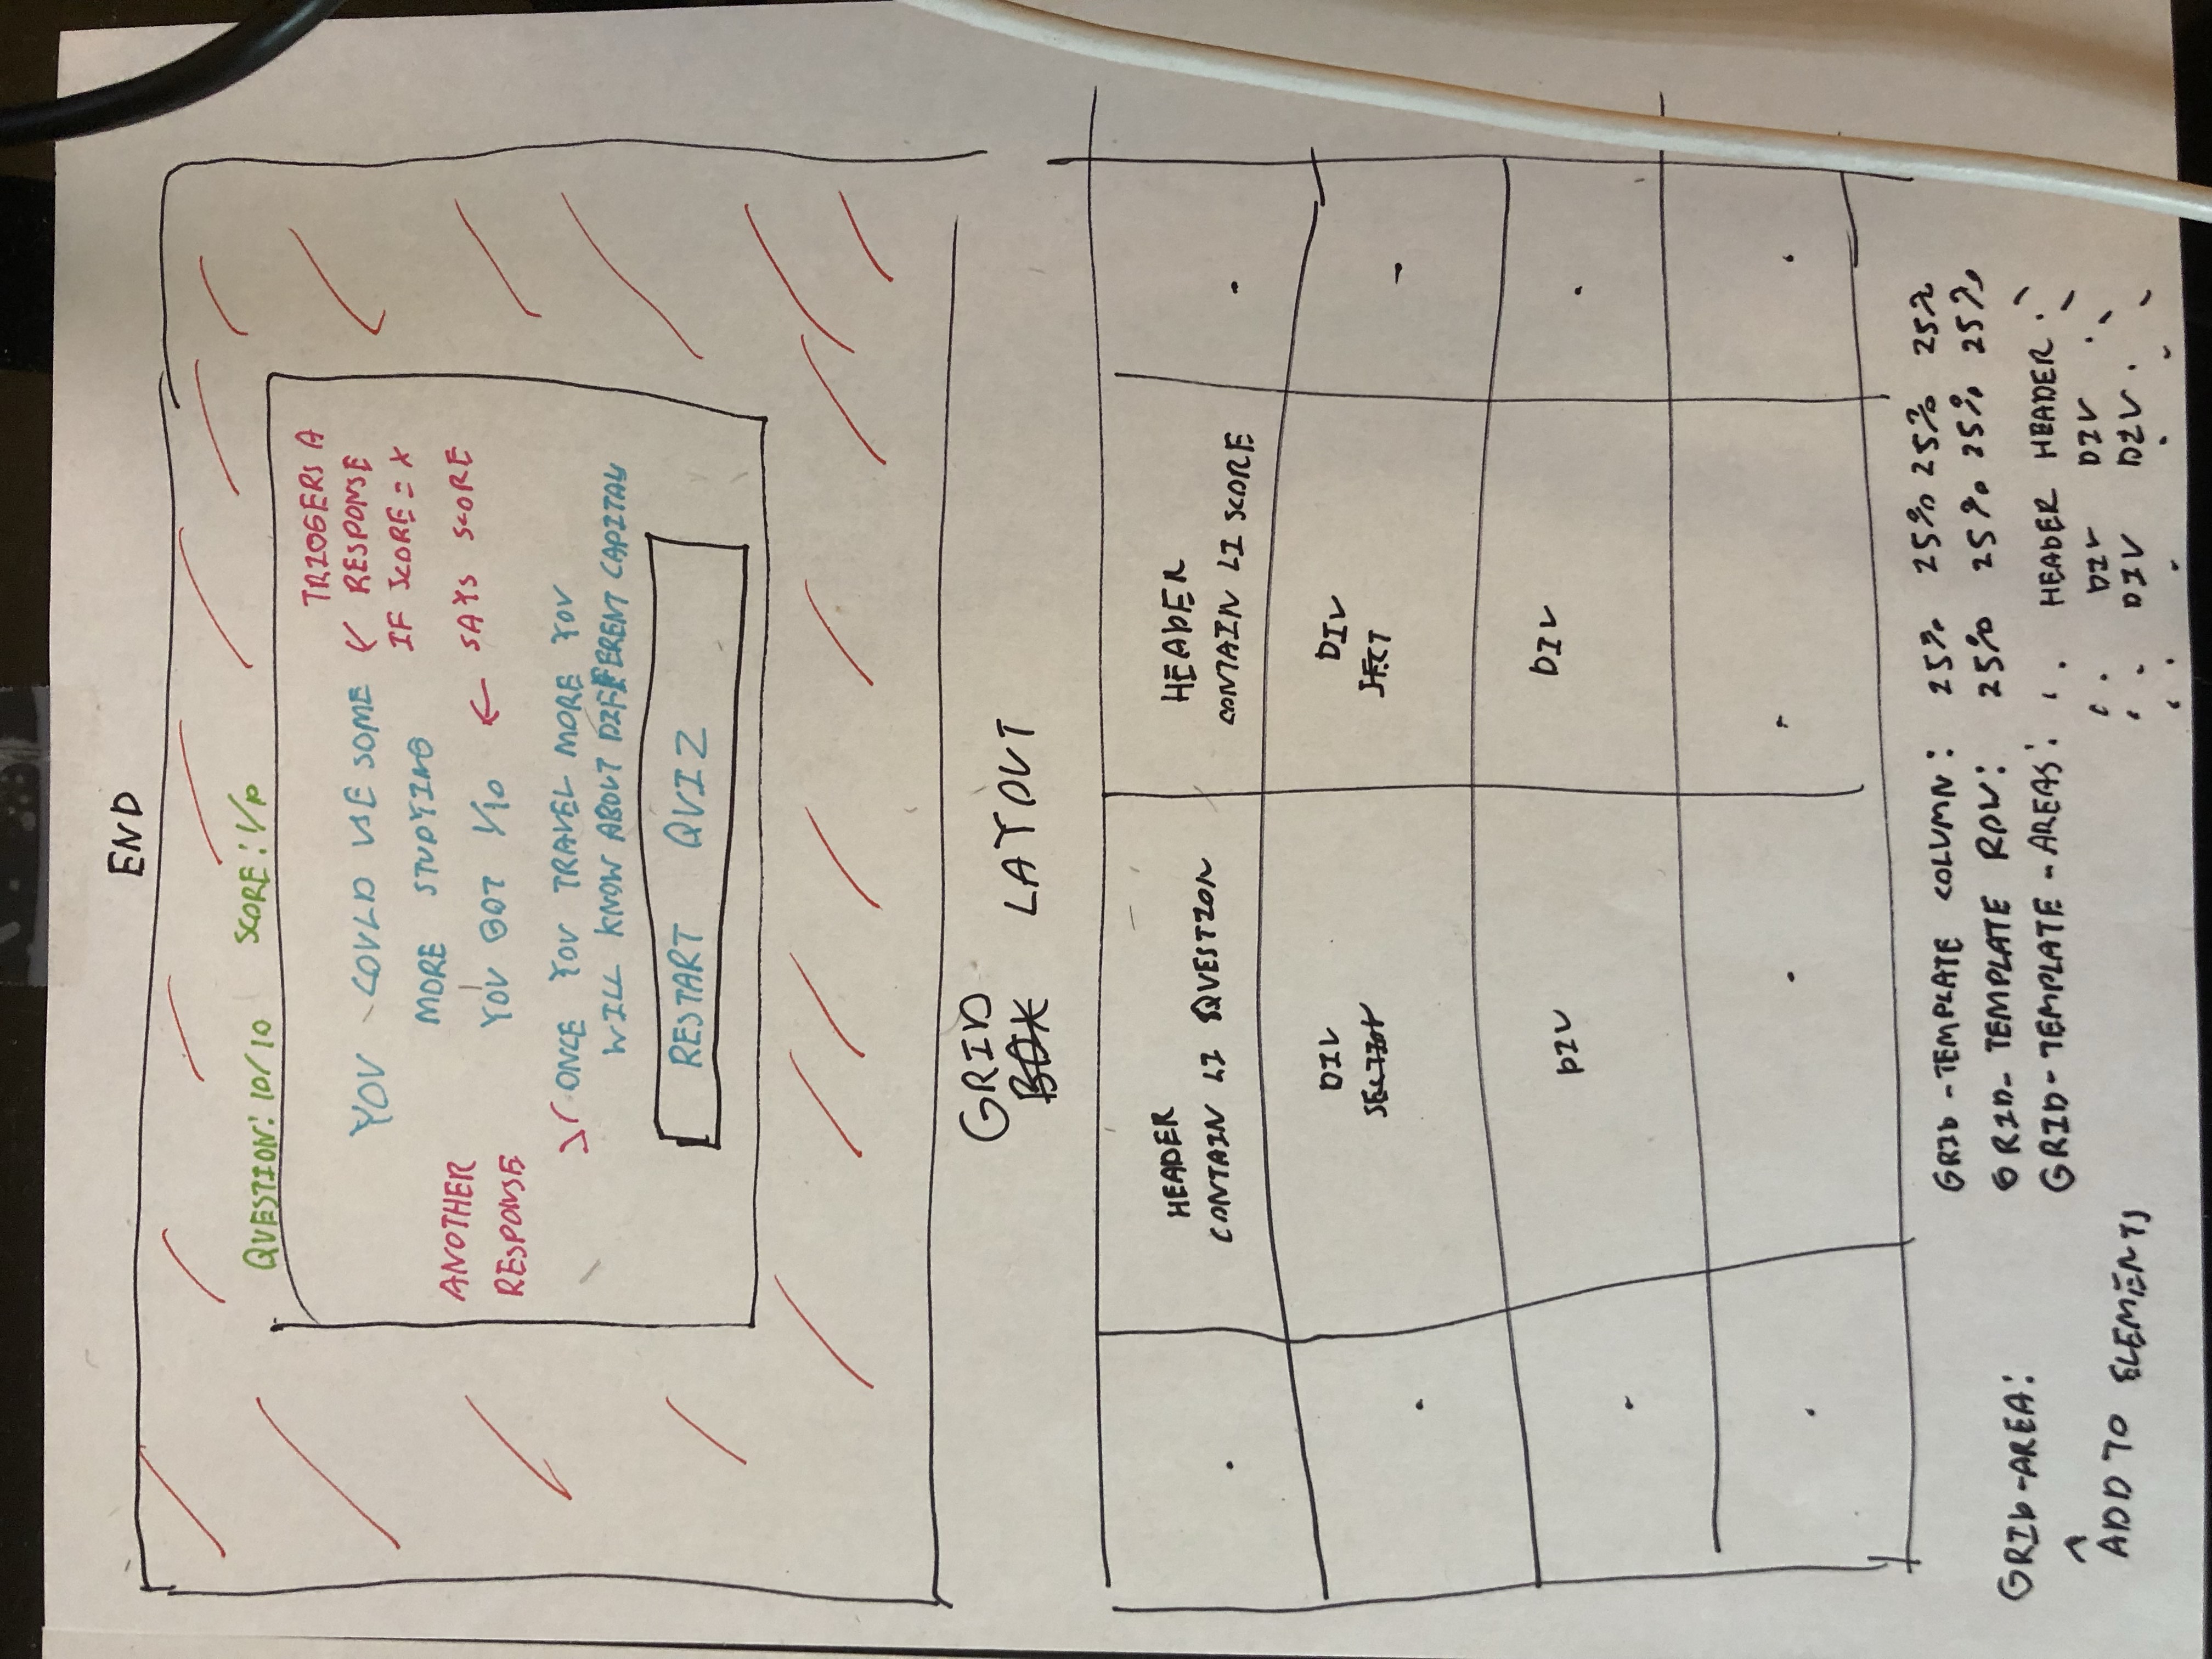 END
QUESTION: 10/10 SCORE: 1/10
TRIGGERS A
YOU COULD USE SOME RESPONSE
IF SCORE = X
MORE STUDYING
ANOTHER
RESPONSE
YOU GOT 1/10 ← SAYS SCORE
ONCE YOU TRAVEL MORE YOU
WILL KNOW ABOUT DIFFERENT CAPITALS
RESTART QUIZ
GRID
BOX LAYOUT
HEADER
CONTAIN LI QUESTION
HEADER
CONTAIN LI SCORE
.
.
DIV
SECTION
DIV
SECT
.
-
DIV
DIV
.
.
. . . .
GRID-TEMPLATE COLUMN: 25% 25% 25% 25%
GRID-TEMPLATE ROW: 25% 25% 25% 25%
GRID-TEMPLATE-AREAS: ' . HEADER HEADER . '
' . DIV DIV . '
' . DIV DIV . '
' . . . .
GRID-AREA:
^
ADD TO ELEMENTS